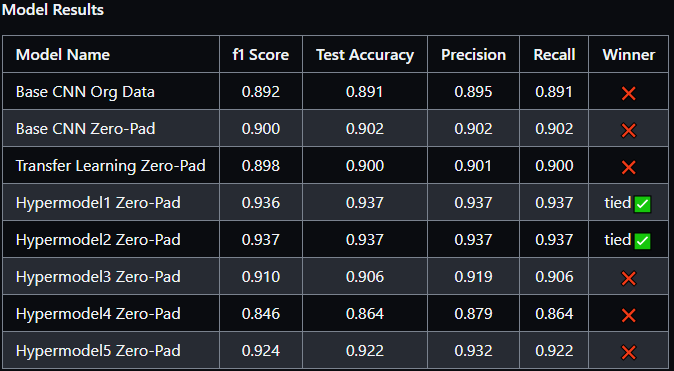 Model Results
Model Name f1 Score Test Accuracy Precision Recall Winner
Base CNN Org Data 0.892 0.891 0.895 0.891 ❌
Base CNN Zero-Pad 0.900 0.902 0.902 0.902 ❌
Transfer Learning Zero-Pad 0.898 0.900 0.901 0.900 ❌
Hypermodel1 Zero-Pad 0.936 0.937 0.937 0.937 tied ✅
Hypermodel2 Zero-Pad 0.937 0.937 0.937 0.937 tied ✅
Hypermodel3 Zero-Pad 0.910 0.906 0.919 0.906 ❌
Hypermodel4 Zero-Pad 0.846 0.864 0.879 0.864 ❌
Hypermodel5 Zero-Pad 0.924 0.922 0.932 0.922 ❌